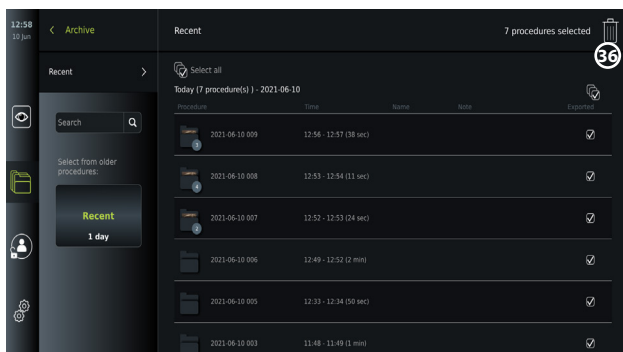 12:58
10 Jun
Archive
Recent
7 procedures selected
36
Recent
Select all
Today (7 procedure(s) ) - 2021-06-10
Procedure Time Name Note Exported
Search
Select from older
procedures:
Recent
1 day
3
2021-06-10 009 12:56 - 12:57 (38 sec)
4
2021-06-10 008 12:53 - 12:54 (11 sec)
2
2021-06-10 007 12:52 - 12:53 (24 sec)
2021-06-10 006 12:49 - 12:52 (2 min)
2021-06-10 005 12:33 - 12:34 (50 sec)
2021-06-10 003 11:48 - 11:49 (1 min)